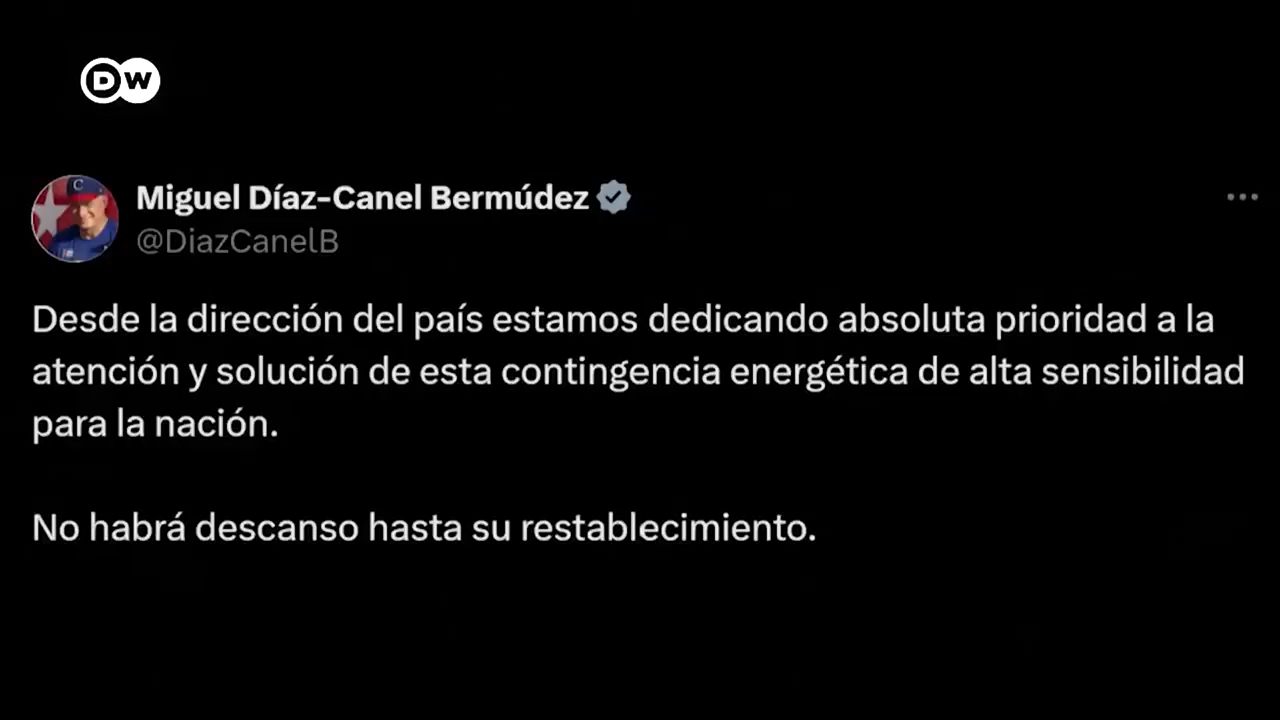 DW
Miguel Díaz-Canel Bermúdez
@DiazCanelB
Desde la dirección del país estamos dedicando absoluta prioridad a la
atención y solución de esta contingencia energética de alta sensibilidad
para la nación.
No habrá descanso hasta su restablecimiento.